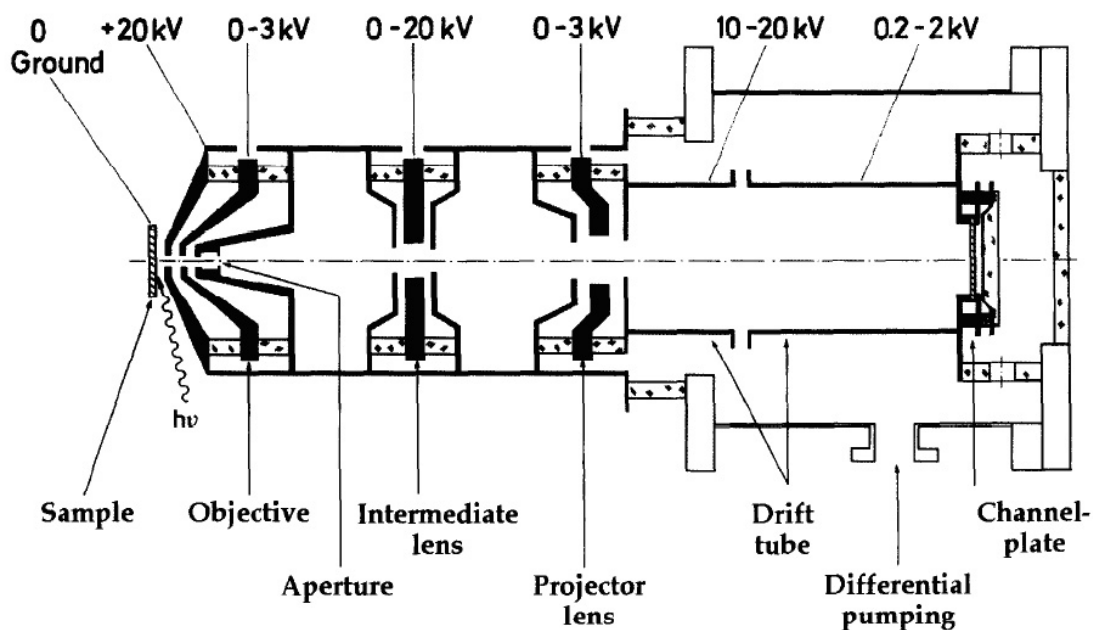 0
Ground
+20kV
0-3kV
0-20kV
0-3kV
10-20kV
0.2-2kV
hν
Sample
Objective
Intermediate
lens
Drift
tube
Channel-
plate
Aperture
Projector
lens
Differential
pumping